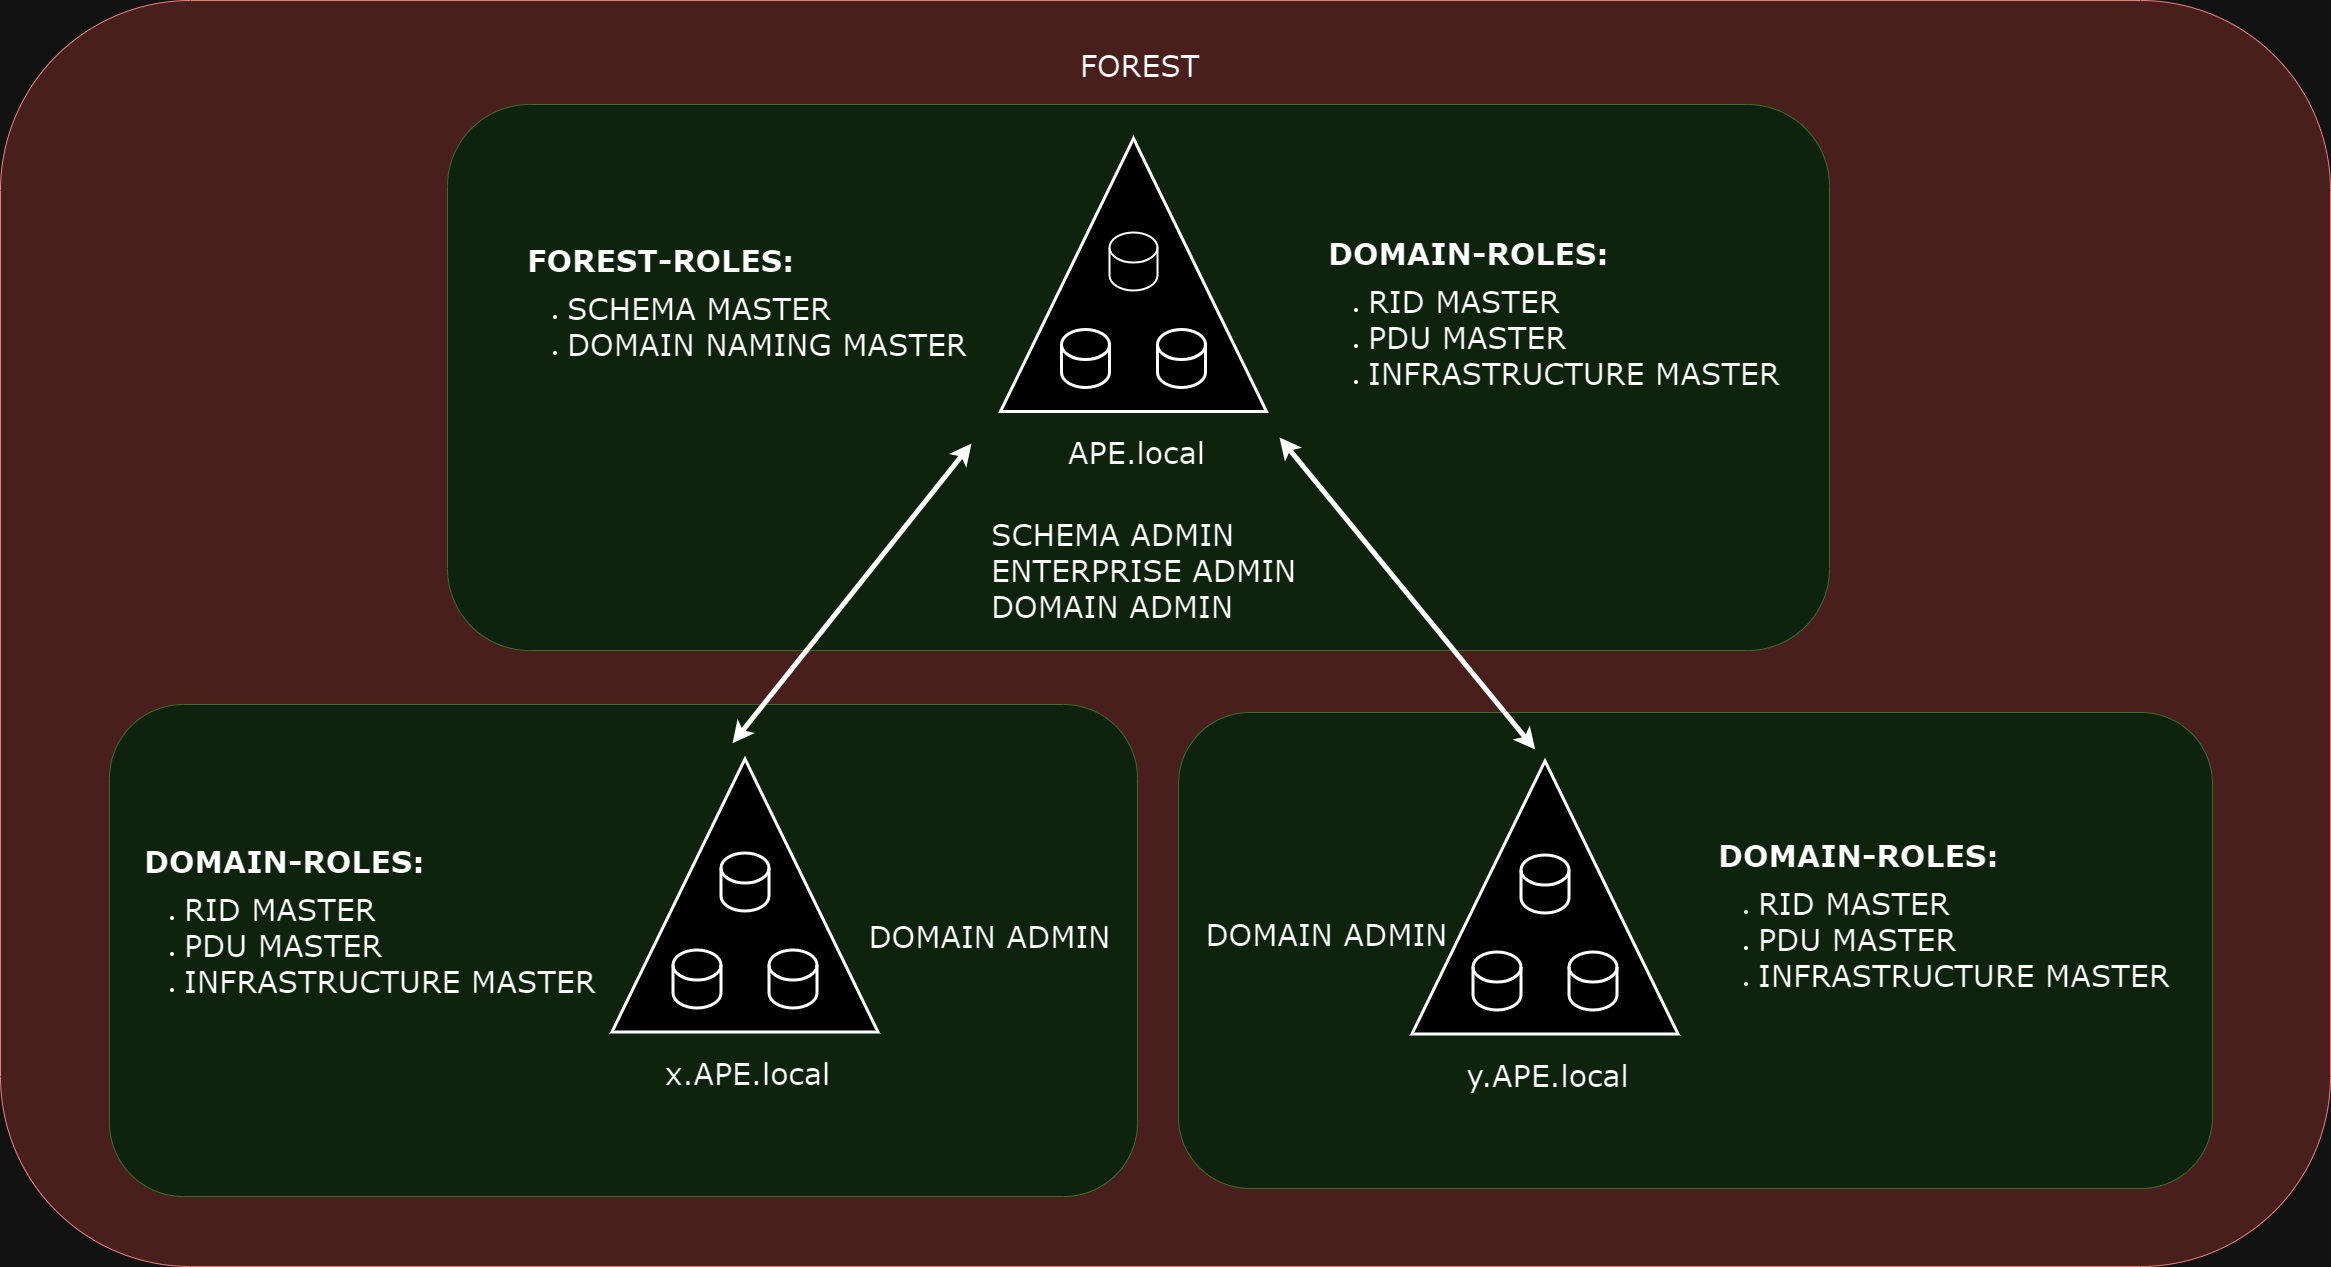 FOREST
FOREST-ROLES:
SCHEMA MASTER
DOMAIN NAMING MASTER
DOMAIN-ROLES:
RID MASTER
PDU MASTER
INFRASTRUCTURE MASTER
APE.local
SCHEMA ADMIN
ENTERPRISE ADMIN
DOMAIN ADMIN
DOMAIN-ROLES:
RID MASTER
PDU MASTER
INFRASTRUCTURE MASTER
DOMAIN ADMIN
x.APE.local
DOMAIN ADMIN
DOMAIN-ROLES:
RID MASTER
PDU MASTER
INFRASTRUCTURE MASTER
y.APE.local